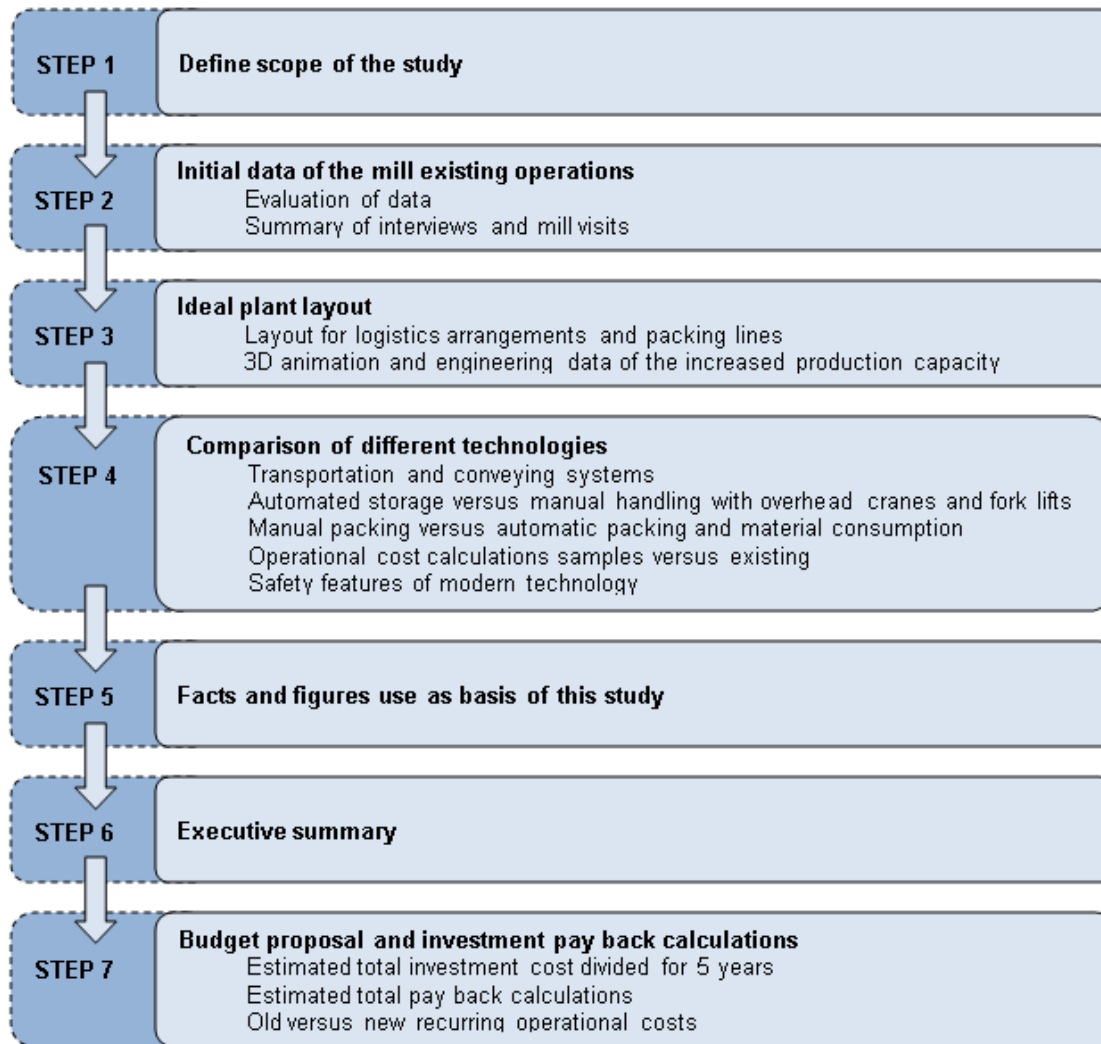 STEP 1
Define scope of the study
STEP 2
Initial data of the mill existing operations
Evaluation of data
Summary of interviews and mill visits
STEP 3
Ideal plant layout
Layout for logistics arrangements and packing lines
3D animation and engineering data of the increased production capacity
STEP 4
Comparison of different technologies
Transportation and conveying systems
Automated storage versus manual handling with overhead cranes and fork lifts
Manual packing versus automatic packing and material consumption
Operational cost calculations samples versus existing
Safety features of modern technology
STEP 5
Facts and figures use as basis of this study
STEP 6
Executive summary
STEP 7
Budget proposal and investment pay back calculations
Estimated total investment cost divided for 5 years
Estimated total pay back calculations
Old versus new recurring operational costs